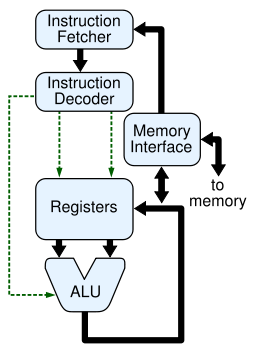 Instruction
Fetcher
Instruction
Decoder
Memory
Interface
to
memory
Registers
ALU